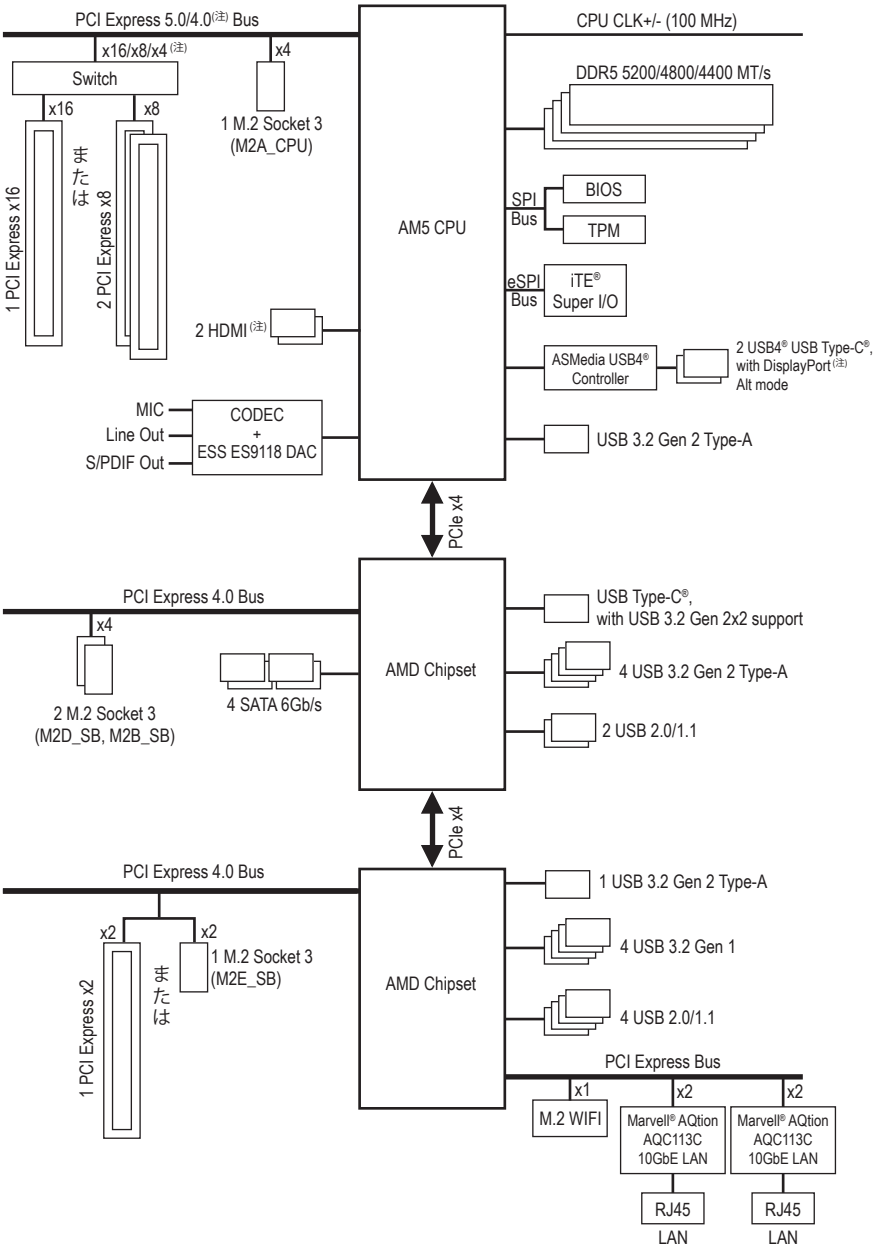 PCI Express 5.0/4.0(注) Bus
CPU CLK+/- (100 MHz)
x16/x8/x4 (注)
x4
Switch
DDR5 5200/4800/4400 MT/s
x16
x8
1 M.2 Socket 3
(M2A_CPU)
1 PCI Express x16
または
2 PCI Express x8
AM5 CPU
SPI
Bus
BIOS
TPM
eSPI
Bus
iTE®
Super I/O
2 HDMI (注)
ASMedia USB4®
Controller
2 USB4® USB Type-C®,
with DisplayPort (注)
Alt mode
MIC
Line Out
S/PDIF Out
CODEC
+
ESS ES9118 DAC
USB 3.2 Gen 2 Type-A
PCIe x4
PCI Express 4.0 Bus
x4
2 M.2 Socket 3
(M2D_SB, M2B_SB)
4 SATA 6Gb/s
AMD Chipset
USB Type-C®,
with USB 3.2 Gen 2x2 support
4 USB 3.2 Gen 2 Type-A
2 USB 2.0/1.1
PCIe x4
PCI Express 4.0 Bus
x2
x2
1 PCI Express x2
または
1 M.2 Socket 3
(M2E_SB)
AMD Chipset
1 USB 3.2 Gen 2 Type-A
4 USB 3.2 Gen 1
4 USB 2.0/1.1
PCI Express Bus
x1
x2
x2
M.2 WIFI
Marvell® AQtion
AQC113C
10GbE LAN
Marvell® AQtion
AQC113C
10GbE LAN
RJ45
RJ45
LAN
LAN